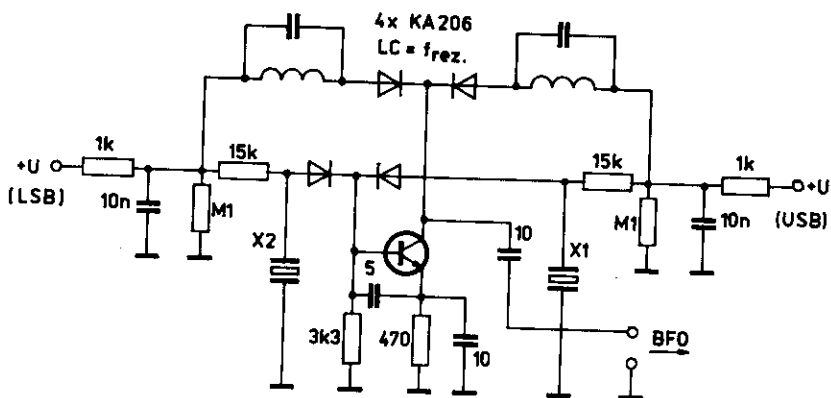 4x KA206
LC = frez.
1k
15k
15k
1k
+U
(LSB)
10n
M1
X2
5
10
X1
M1
10n
+U
(USB)
3k3
470
10
BFO